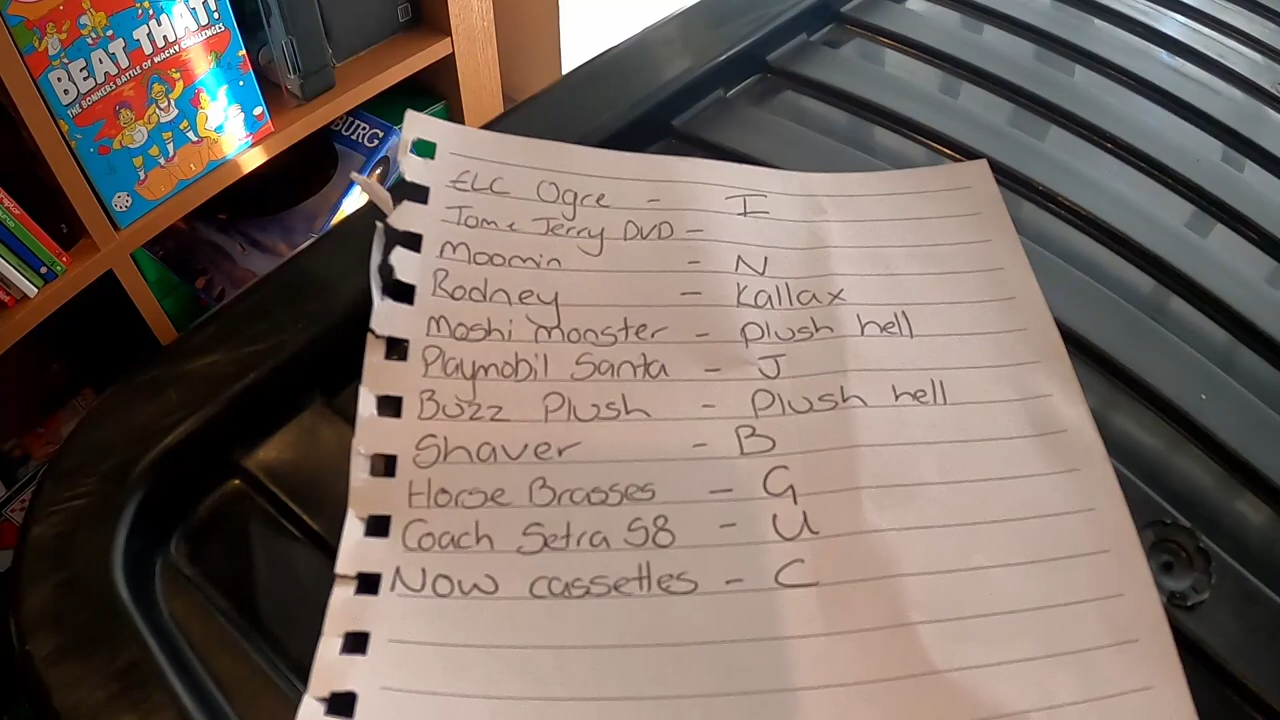 BEAT THAT!
THE BONKERS BATTLE OF WACKY CHALLENGES
BURG
ELC Ogre - I
Tom & Jerry DVD -
Moomin - N
Rodney - Kallax
Moshi Monster - Plush hell
Playmobil Santa - J
Buzz Plush - Plush hell
Shaver - B
Horse Brasses - G
Coach Setra S8 - U
Now cassettes - C